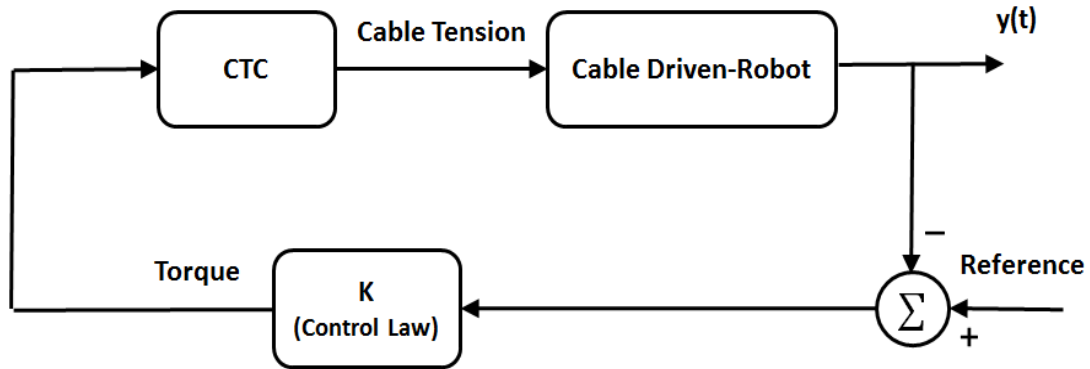 y(t)
Cable Tension
CTC
Cable Driven-Robot
−
Torque
K
(Control Law)
Σ
Reference
+